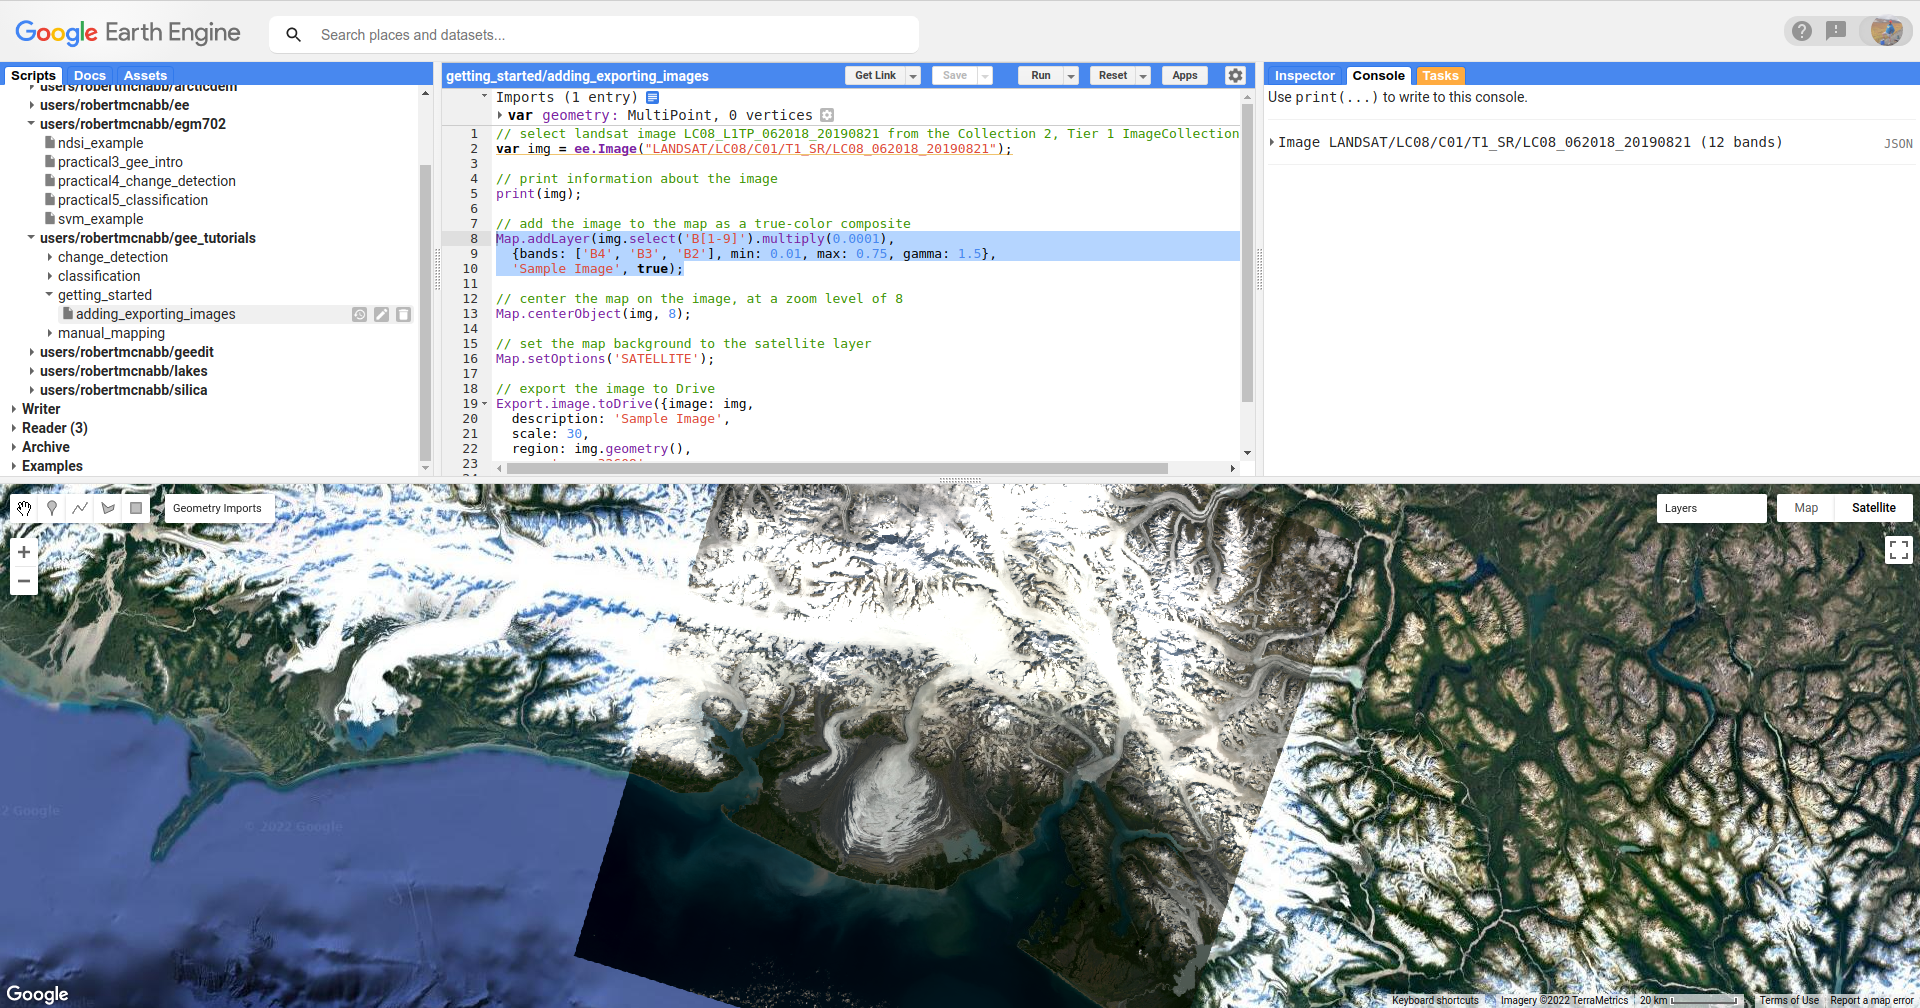 Google Earth Engine
Search places and datasets...
Scripts Docs Assets
users/robertmcnabb/arcticdem
users/robertmcnabb/ee
users/robertmcnabb/egm702
ndsi_example
practical3_gee_intro
practical4_change_detection
practical5_classification
svm_example
users/robertmcnabb/gee_tutorials
change_detection
classification
getting_started
adding_exporting_images
manual_mapping
users/robertmcnabb/geedit
users/robertmcnabb/lakes
users/robertmcnabb/silica
Writer
Reader (3)
Archive
Examples
getting_started/adding_exporting_images
Get Link Save Run Reset Apps
Imports (1 entry)
var geometry: MultiPoint, 0 vertices
1 // select landsat image LC08_L1TP_062018_20190821 from the Collection 2, Tier 1 ImageCollection
2 var img = ee.Image("LANDSAT/LC08/C01/T1_SR/LC08_062018_20190821");
3
4 // print information about the image
5 print(img);
6
7 // add the image to the map as a true-color composite
8 Map.addLayer(img.select('B[1-9]').multiply(0.0001),
9 {bands: ['B4', 'B3', 'B2'], min: 0.01, max: 0.75, gamma: 1.5},
10 'Sample Image', true);
11
12 // center the map on the image, at a zoom level of 8
13 Map.centerObject(img, 8);
14
15 // set the map background to the satellite layer
16 Map.setOptions('SATELLITE');
17
18 // export the image to Drive
19 Export.image.toDrive({image: img,
20 description: 'Sample Image',
21 scale: 30,
22 region: img.geometry(),
23
Inspector Console Tasks
Use print(...) to write to this console.
Image LANDSAT/LC08/C01/T1_SR/LC08_062018_20190821 (12 bands)
JSON
Geometry Imports
Layers
Map Satellite
2 Google
© 2022 Google
Google
Keyboard shortcuts Imagery ©2022 TerraMetrics 20 km Terms of Use Report a map error